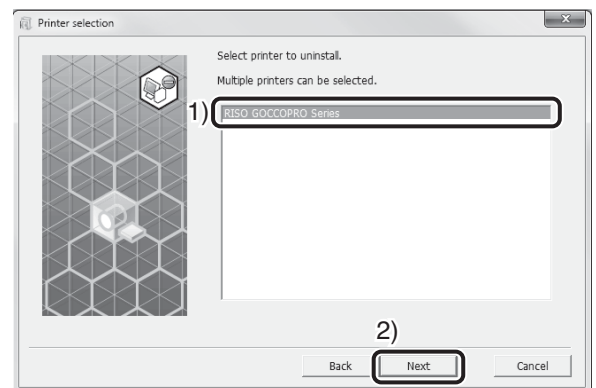 Printer selection
Select printer to uninstall.
Multiple printers can be selected.
1)
RISO GOCCOPRO Series
2)
Back Next Cancel